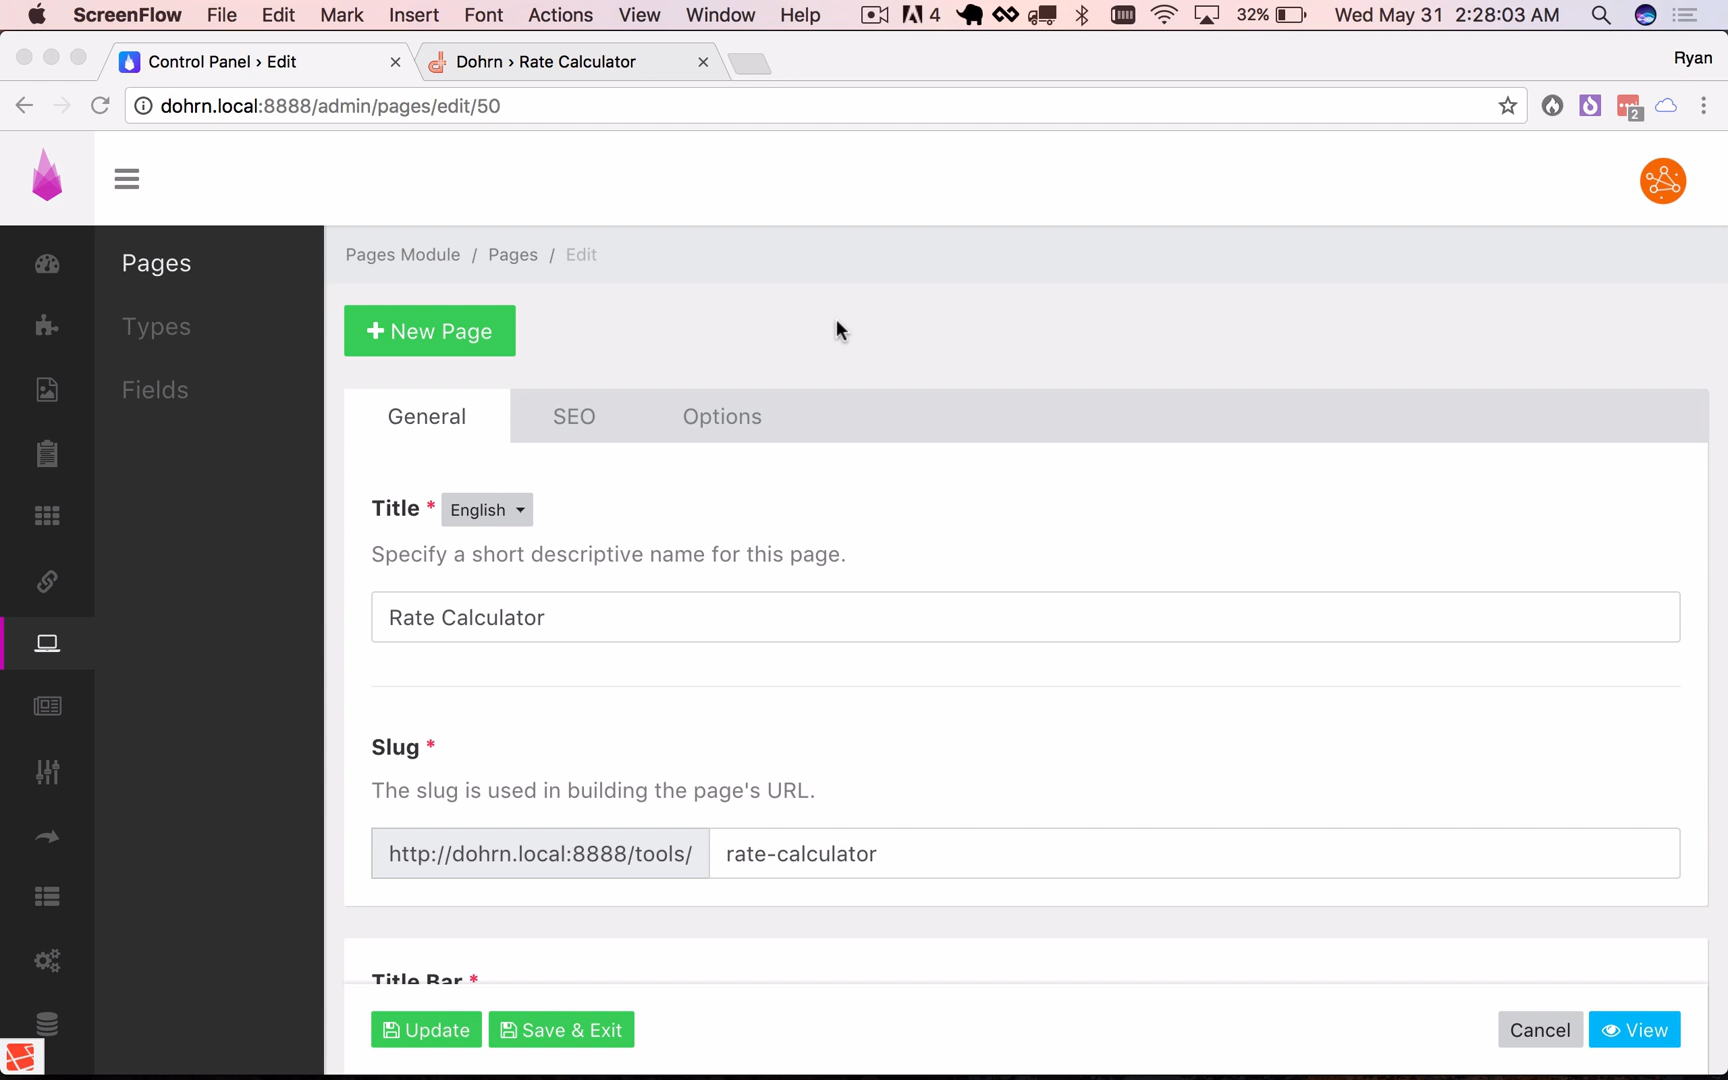 ScreenFlow File Edit Mark Insert Font Actions View Window Help 4 32% Wed May 31 2:28:03 AM
Control Panel › Edit Dohrn › Rate Calculator Ryan
dohrn.local:8888/admin/pages/edit/50 2
Pages Module / Pages / Edit
Pages
Types
Fields
New Page
General SEO Options
Title * English
Specify a short descriptive name for this page.
Rate Calculator
Slug *
The slug is used in building the page's URL.
http://dohrn.local:8888/tools/ rate-calculator
Title Bar *
Update Save & Exit Cancel View